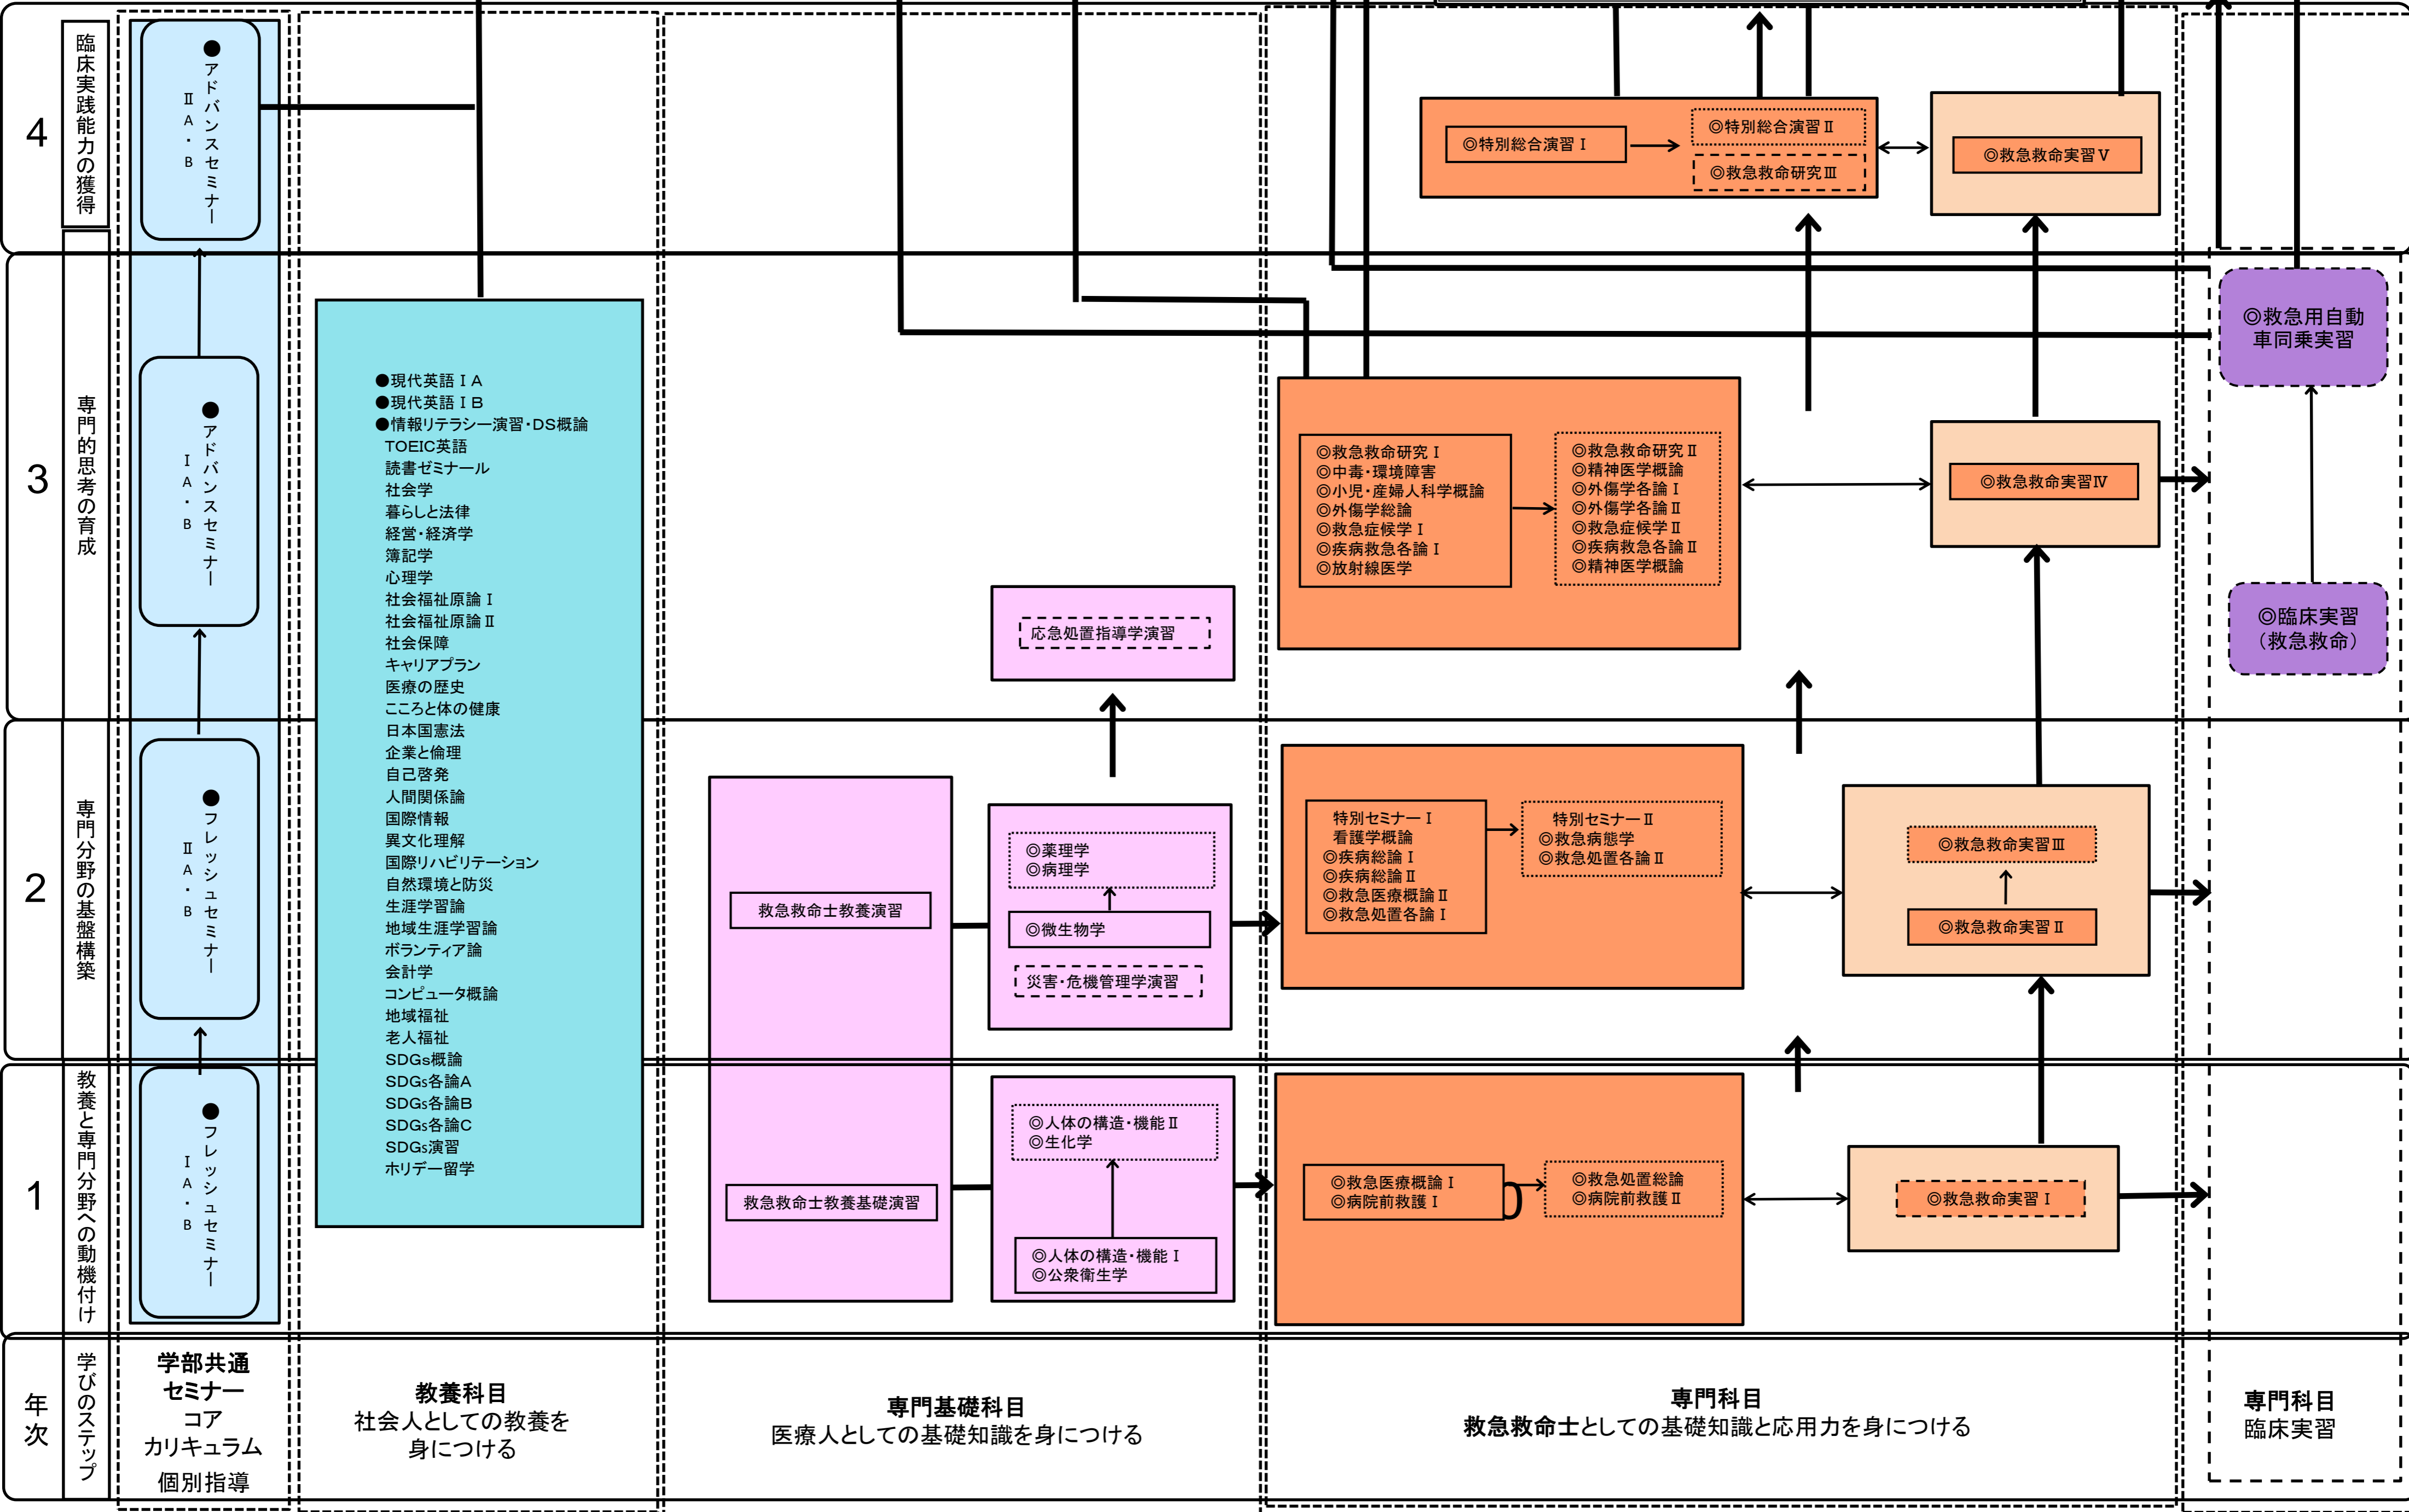 4
臨床実践能力の獲得
●アドバンスセミナー
ⅡA・B
◎特別総合演習Ⅰ
◎特別総合演習Ⅱ
◎救急救命研究Ⅲ
◎救急救命実習Ⅴ
3
専門的思考の育成
●アドバンスセミナー
ⅠA・B
●現代英語ⅠA
●現代英語ⅠB
●情報リテラシー演習・DS概論
TOEIC英語
読書ゼミナール
社会学
暮らしと法律
経営・経済学
簿記学
心理学
社会福祉原論Ⅰ
社会福祉原論Ⅱ
社会保障
キャリアプラン
医療の歴史
こころと体の健康
日本国憲法
企業と倫理
自己啓発
人間関係論
国際情報
異文化理解
国際リハビリテーション
自然環境と防災
生涯学習論
地域生涯学習論
ボランティア論
会計学
コンピュータ概論
地域福祉
老人福祉
SDGs概論
SDGs各論A
SDGs各論B
SDGs各論C
SDGs演習
ホリデー留学
応急処置指導学演習
◎救急救命研究Ⅰ
◎中毒・環境障害
◎小児・産婦人科学概論
◎外傷学総論
◎救急症候学Ⅰ
◎疾病救急各論Ⅰ
◎放射線医学
◎救急救命研究Ⅱ
◎精神医学概論
◎外傷学各論Ⅰ
◎外傷学各論Ⅱ
◎救急症候学Ⅱ
◎疾病救急各論Ⅱ
◎精神医学概論
◎救急救命実習Ⅳ
◎救急用自動
車同乗実習
◎臨床実習
（救急救命）
2
専門分野の基盤構築
●フレッシュセミナー
ⅡA・B
救急救命士教養演習
◎薬理学
◎病理学
◎微生物学
災害・危機管理学演習
特別セミナーⅠ
看護学概論
◎疾病総論Ⅰ
◎疾病総論Ⅱ
◎救急医療概論Ⅱ
◎救急処置各論Ⅰ
特別セミナーⅡ
◎救急病態学
◎救急処置各論Ⅱ
◎救急救命実習Ⅲ
◎救急救命実習Ⅱ
1
教養と専門分野への動機付け
●フレッシュセミナー
ⅠA・B
救急救命士教養基礎演習
◎人体の構造・機能Ⅱ
◎生化学
◎人体の構造・機能Ⅰ
◎公衆衛生学
◎救急医療概論Ⅰ
◎病院前救護Ⅰ
◎救急処置総論
◎病院前救護Ⅱ
◎救急救命実習Ⅰ
年次
学びのステップ
学部共通
セミナー
コア
カリキュラム
個別指導
教養科目
社会人としての教養を
身につける
専門基礎科目
医療人としての基礎知識を身につける
専門科目
救急救命士としての基礎知識と応用力を身につける
専門科目
臨床実習